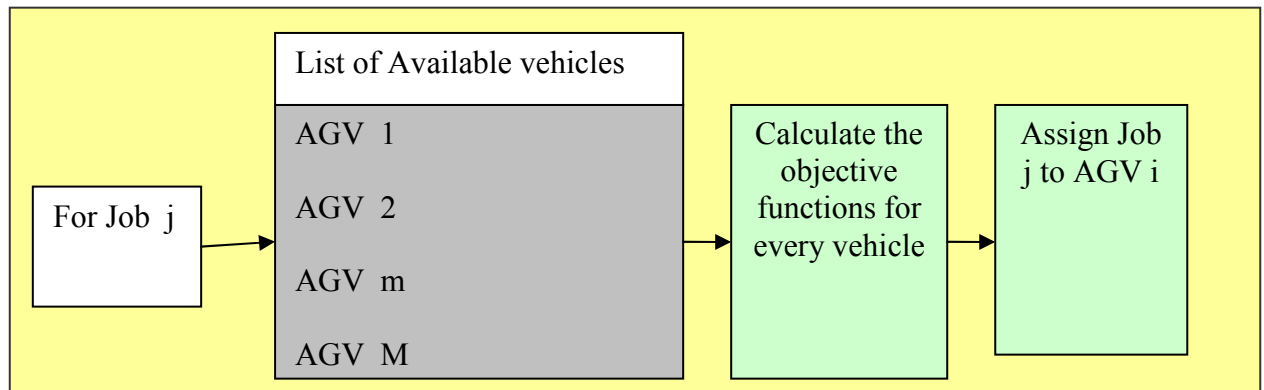 For Job j
List of Available vehicles
AGV 1
AGV 2
AGV m
AGV M
Calculate the
objective
functions for
every vehicle
Assign Job
j to AGV i